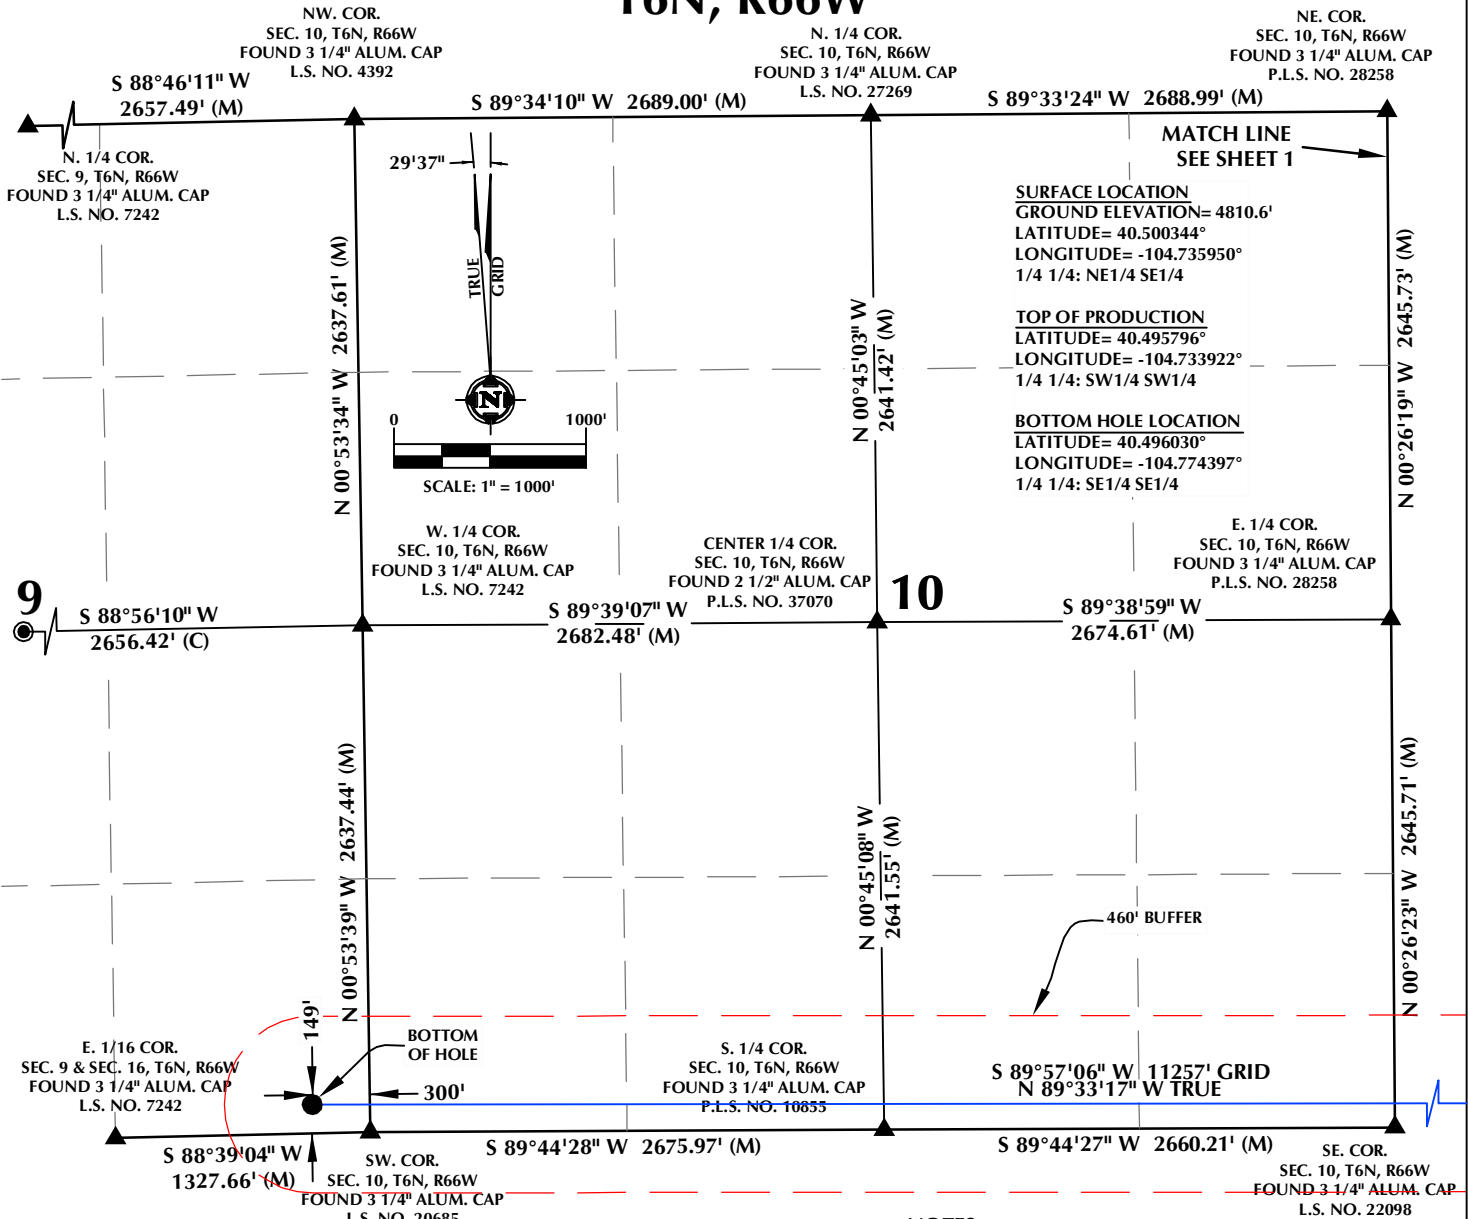 T6N, R66W
NW. COR.
SEC. 10, T6N, R66W
FOUND 3 1/4" ALUM. CAP
L.S. NO. 4392
N. 1/4 COR.
SEC. 10, T6N, R66W
FOUND 3 1/4" ALUM. CAP
L.S. NO. 27269
NE. COR.
SEC. 10, T6N, R66W
FOUND 3 1/4" ALUM. CAP
P.L.S. NO. 28258
S 88°46'11" W
2657.49' (M)
S 89°34'10" W 2689.00' (M)
S 89°33'24" W 2688.99' (M)
N. 1/4 COR.
SEC. 9, T6N, R66W
FOUND 3 1/4" ALUM. CAP
L.S. NO. 7242
29'37"
TRUE
GRID
MATCH LINE
SEE SHEET 1
SURFACE LOCATION
GROUND ELEVATION= 4810.6'
LATITUDE= 40.500344°
LONGITUDE= -104.735950°
1/4 1/4: NE1/4 SE1/4
TOP OF PRODUCTION
LATITUDE= 40.495796°
LONGITUDE= -104.733922°
1/4 1/4: SW1/4 SW1/4
BOTTOM HOLE LOCATION
LATITUDE= 40.496030°
LONGITUDE= -104.774397°
1/4 1/4: SE1/4 SE1/4
N 00°53'34" W 2637.61' (M)
N 00°45'03" W
2641.42' (M)
N 00°26'19" W 2645.73' (M)
N
0 1000'
SCALE: 1" = 1000'
W. 1/4 COR.
SEC. 10, T6N, R66W
FOUND 3 1/4" ALUM. CAP
L.S. NO. 7242
CENTER 1/4 COR.
SEC. 10, T6N, R66W
FOUND 2 1/2" ALUM. CAP
P.L.S. NO. 37070
E. 1/4 COR.
SEC. 10, T6N, R66W
FOUND 3 1/4" ALUM. CAP
P.L.S. NO. 28258
9
10
S 88°56'10" W
2656.42' (C)
S 89°39'07" W
2682.48' (M)
S 89°38'59" W
2674.61' (M)
N 00°53'39" W 2637.44' (M)
N 00°45'08" W
2641.55' (M)
N 00°26'23" W 2645.71' (M)
460' BUFFER
149'
BOTTOM
OF HOLE
300'
E. 1/16 COR.
SEC. 9 & SEC. 16, T6N, R66W
FOUND 3 1/4" ALUM. CAP
L.S. NO. 7242
S. 1/4 COR.
SEC. 10, T6N, R66W
FOUND 3 1/4" ALUM. CAP
P.L.S. NO. 10855
S 89°57'06" W 11257' GRID
N 89°33'17" W TRUE
S 88°39'04" W
1327.66' (M)
S 89°44'28" W 2675.97' (M)
S 89°44'27" W 2660.21' (M)
SW. COR.
SEC. 10, T6N, R66W
FOUND 3 1/4" ALUM. CAP
L.S. NO. 20685
SE. COR.
SEC. 10, T6N, R66W
FOUND 3 1/4" ALUM. CAP
L.S. NO. 22098